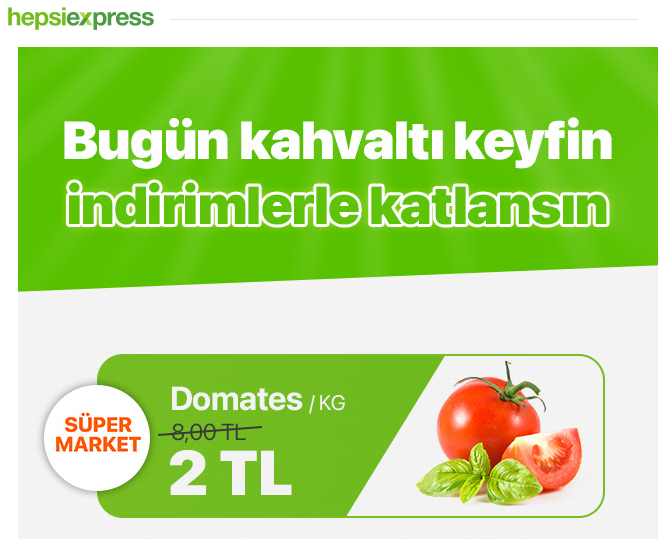 hepsiexpress
Bugün kahvaltı keyfin
indirimlerle katlansın
SÜPER
MARKET
Domates / KG
8,00 TL
2 TL